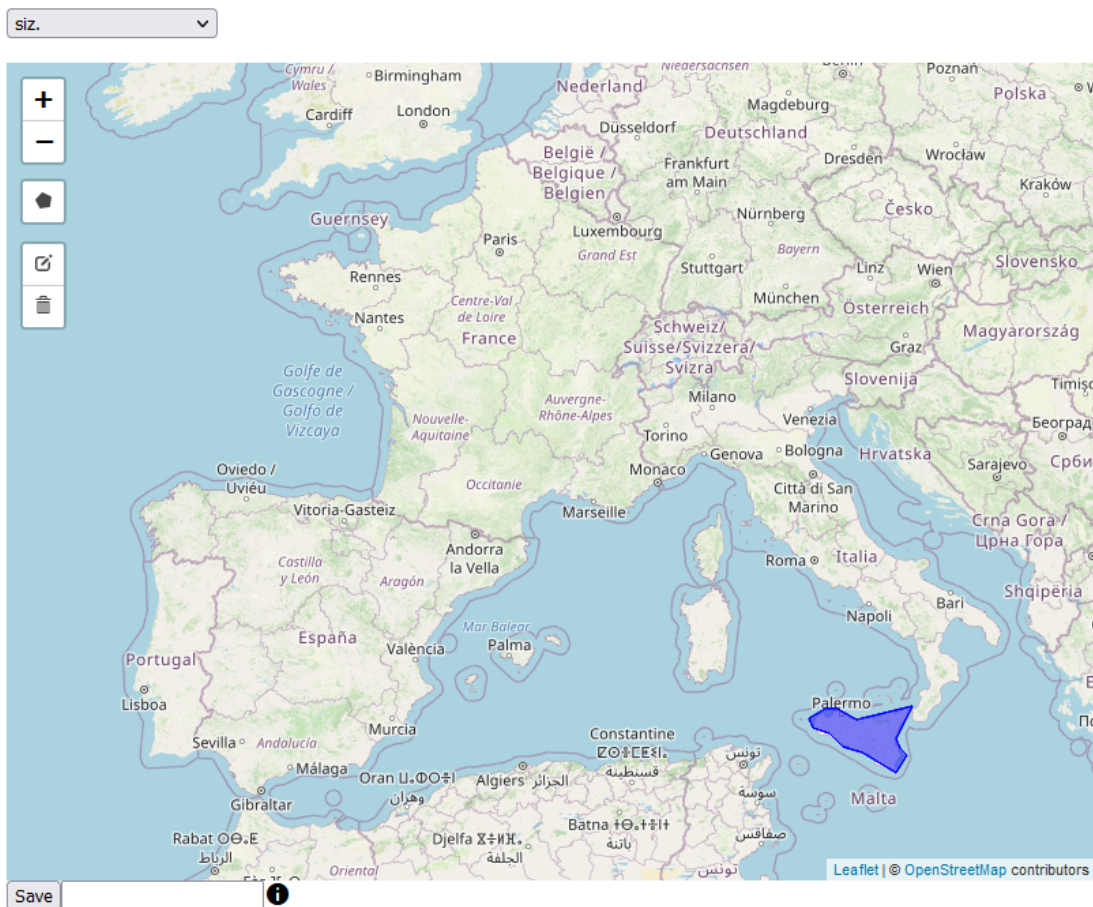 siz.
+
−
Cymru /
Wales
Birmingham
Cardiff
London
Nederland
Niedersachsen
Magdeburg
Poznań
Polska
Düsseldorf
Deutschland
België /
Belgique /
Belgien
Frankfurt
am Main
Dresden
Wrocław
Kraków
Luxembourg
Nürnberg
Česko
Guernsey
Paris
Grand Est
Stuttgart
Bayern
Linz
Wien
Slovensko
Rennes
Nantes
Centre-Val
de Loire
France
München
Österreich
Graz
Magyarország
Schweiz/
Suisse/Svizzera/
Svizra
Slovenija
Golfe de
Gascogne /
Golfo de
Vizcaya
Nouvelle-
Aquitaine
Auvergne-
Rhône-Alpes
Milano
Venezia
Torino
Genova
Bologna
Hrvatska
Београд
Sarajevo
Monaco
Occitanie
Marseille
Città di San
Marino
Crna Gora /
Црна Гора
Oviedo /
Uviéu
Vitoria-Gasteiz
Andorra
la Vella
Castilla
y León
Aragón
Roma
Italia
Shqipëria
Napoli
Bari
España
Mar Balear
Palma
València
Portugal
Lisboa
Murcia
Sevilla
Andalucía
Málaga
Gibraltar
Palermo
Malta
Constantine
قسنطينة
تونس
سوسة
صفاقس
تونس
Oran
وهران
Algiers
الجزائر
Rabat
الرباط
Djelfa
الجلفة
Batna
باتنة
Oriental
Leaflet | © OpenStreetMap contributors
Save